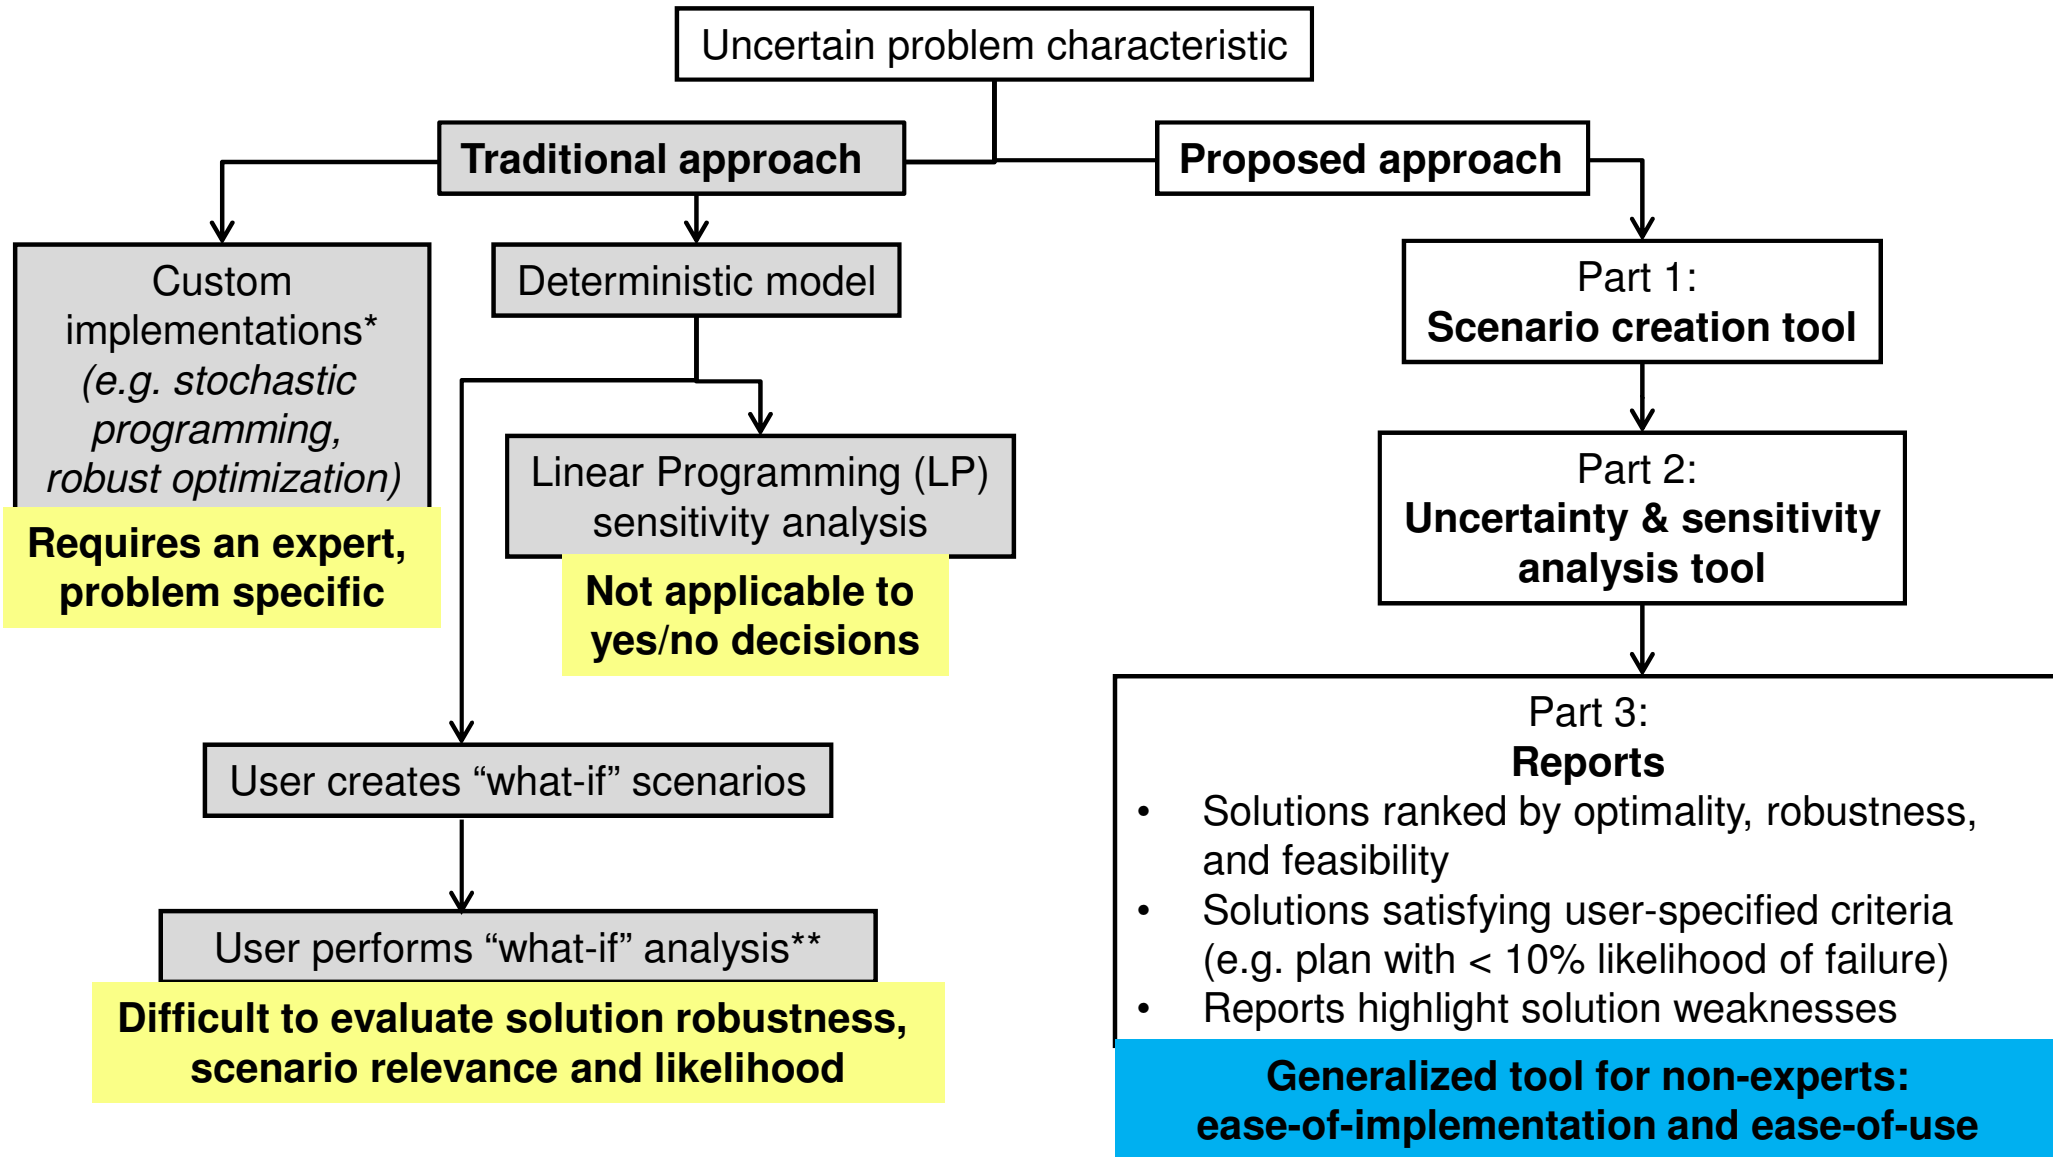 Uncertain problem characteristic
Traditional approach
Proposed approach
Custom
implementations*
(e.g. stochastic
programming,
robust optimization)
Requires an expert,
problem specific
Deterministic model
Linear Programming (LP)
sensitivity analysis
Not applicable to
yes/no decisions
User creates “what-if” scenarios
User performs “what-if” analysis**
Difficult to evaluate solution robustness,
scenario relevance and likelihood
Part 1:
Scenario creation tool
Part 2:
Uncertainty & sensitivity
analysis tool
Part 3:
Reports
• Solutions ranked by optimality, robustness,
and feasibility
• Solutions satisfying user-specified criteria
(e.g. plan with < 10% likelihood of failure)
• Reports highlight solution weaknesses
Generalized tool for non-experts:
ease-of-implementation and ease-of-use